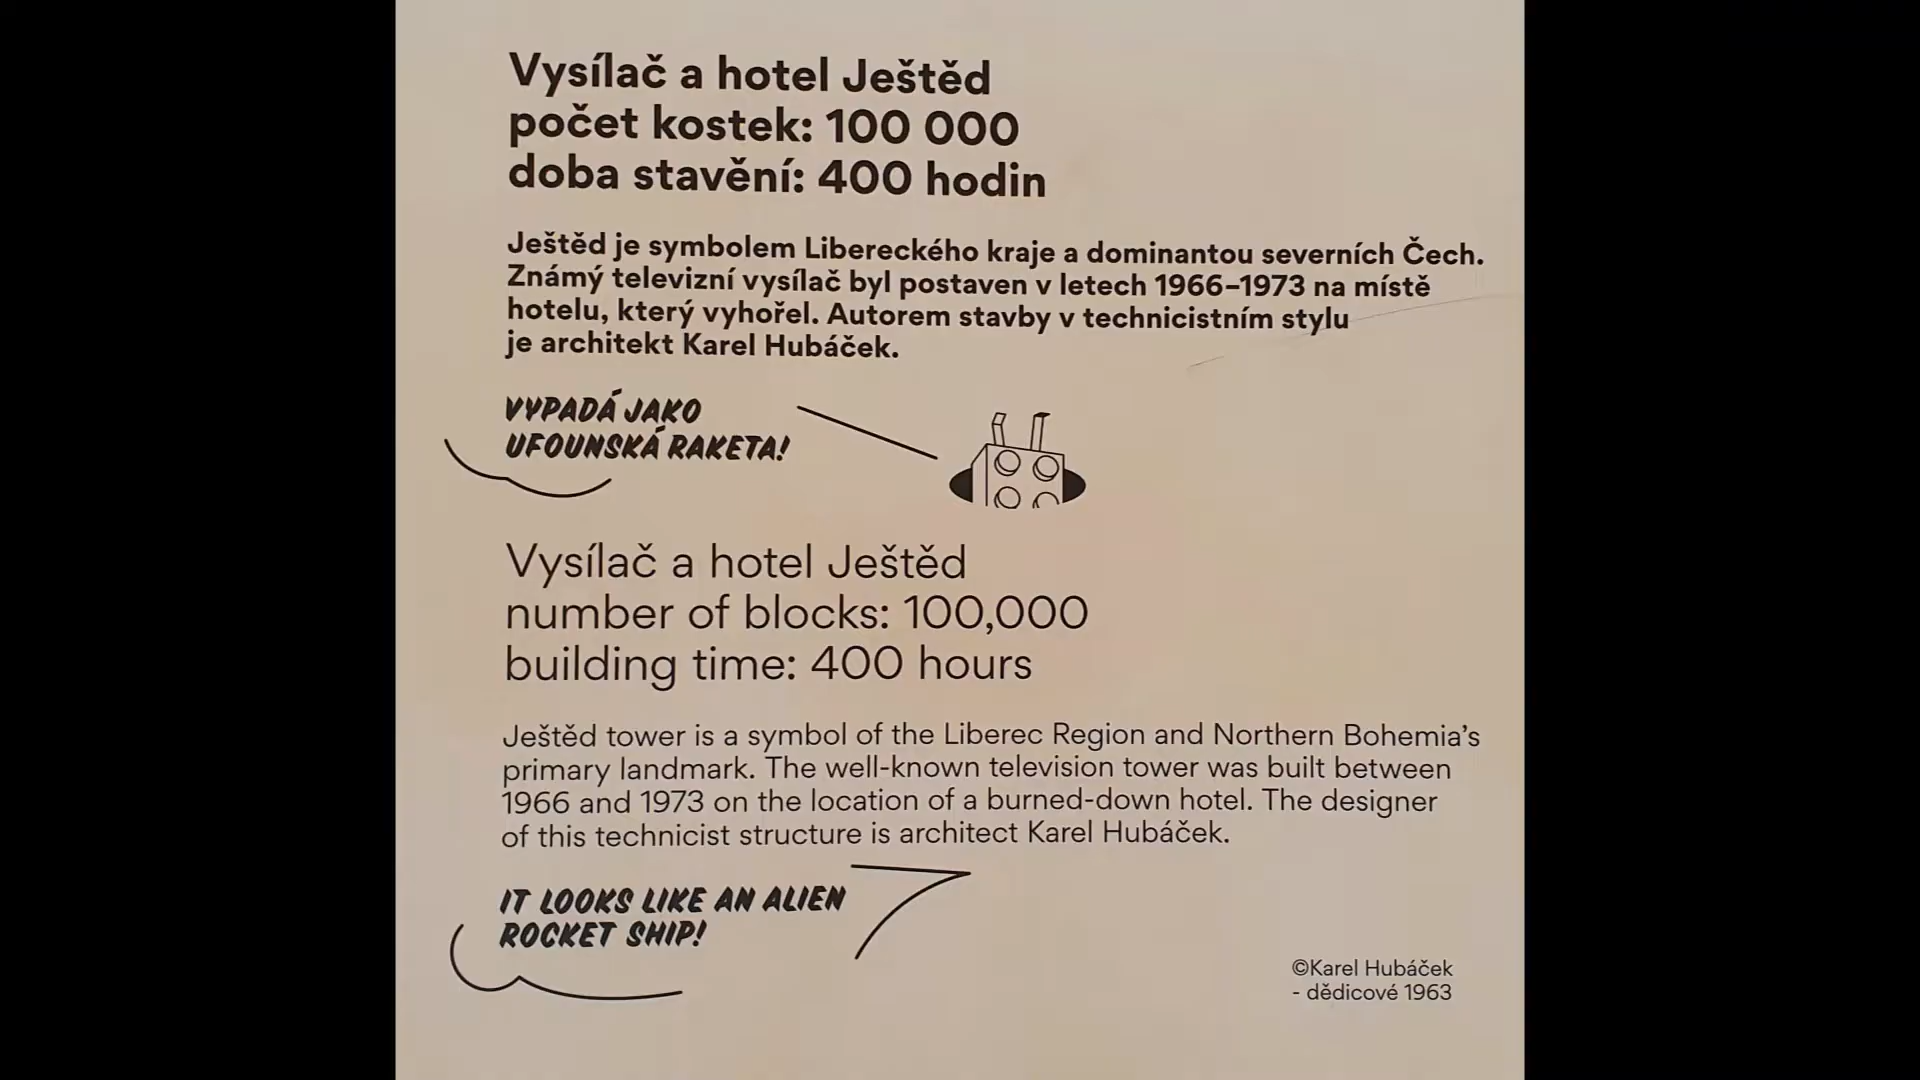 Vysílač a hotel Ještěd
počet kostek: 100 000
doba stavění: 400 hodin
Ještěd je symbolem Libereckého kraje a dominantou severních Čech.
Známý televizní vysílač byl postaven v letech 1966–1973 na místě
hotelu, který vyhořel. Autorem stavby v technicistním stylu
je architekt Karel Hubáček.
VYPADÁ JAKO
UFOUNSKÁ RAKETA!
Vysílač a hotel Ještěd
number of blocks: 100,000
building time: 400 hours
Ještěd tower is a symbol of the Liberec Region and Northern Bohemia's
primary landmark. The well-known television tower was built between
1966 and 1973 on the location of a burned-down hotel. The designer
of this technicist structure is architect Karel Hubáček.
IT LOOKS LIKE AN ALIEN
ROCKET SHIP!
©Karel Hubáček
- dědicové 1963